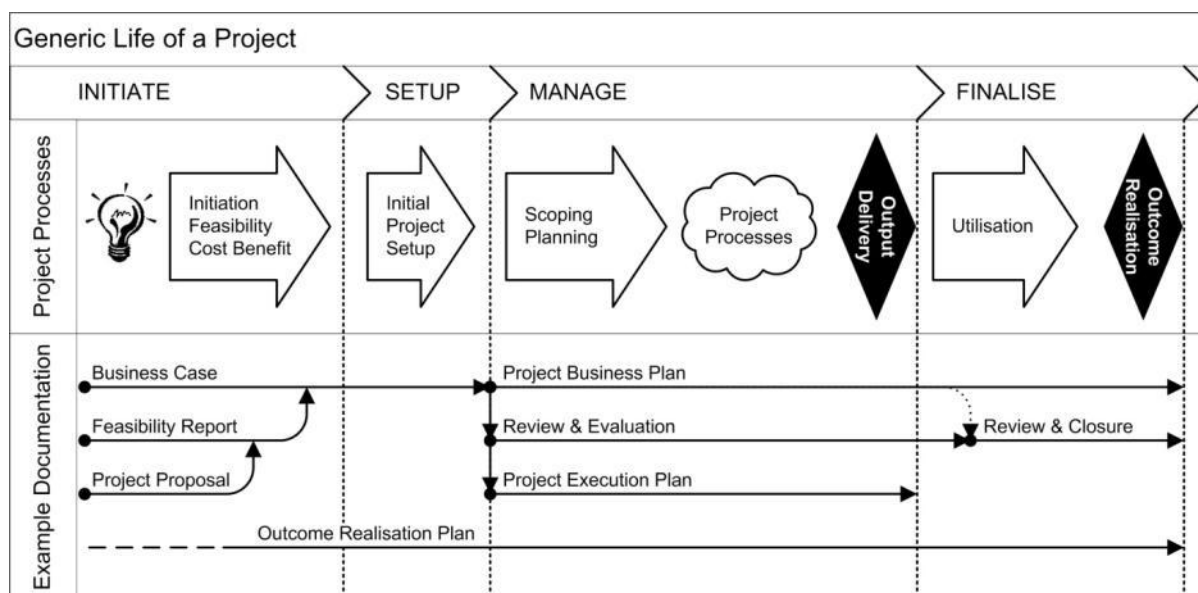 Generic Life of a Project
INITIATE
SETUP
MANAGE
FINALISE
Project Processes
Initiation
Feasibility
Cost Benefit
Initial
Project
Setup
Scoping
Planning
Project
Processes
Output
Delivery
Utilisation
Outcome
Realisation
Example Documentation
Business Case
Project Business Plan
Feasibility Report
Review & Evaluation
Review & Closure
Project Proposal
Project Execution Plan
Outcome Realisation Plan